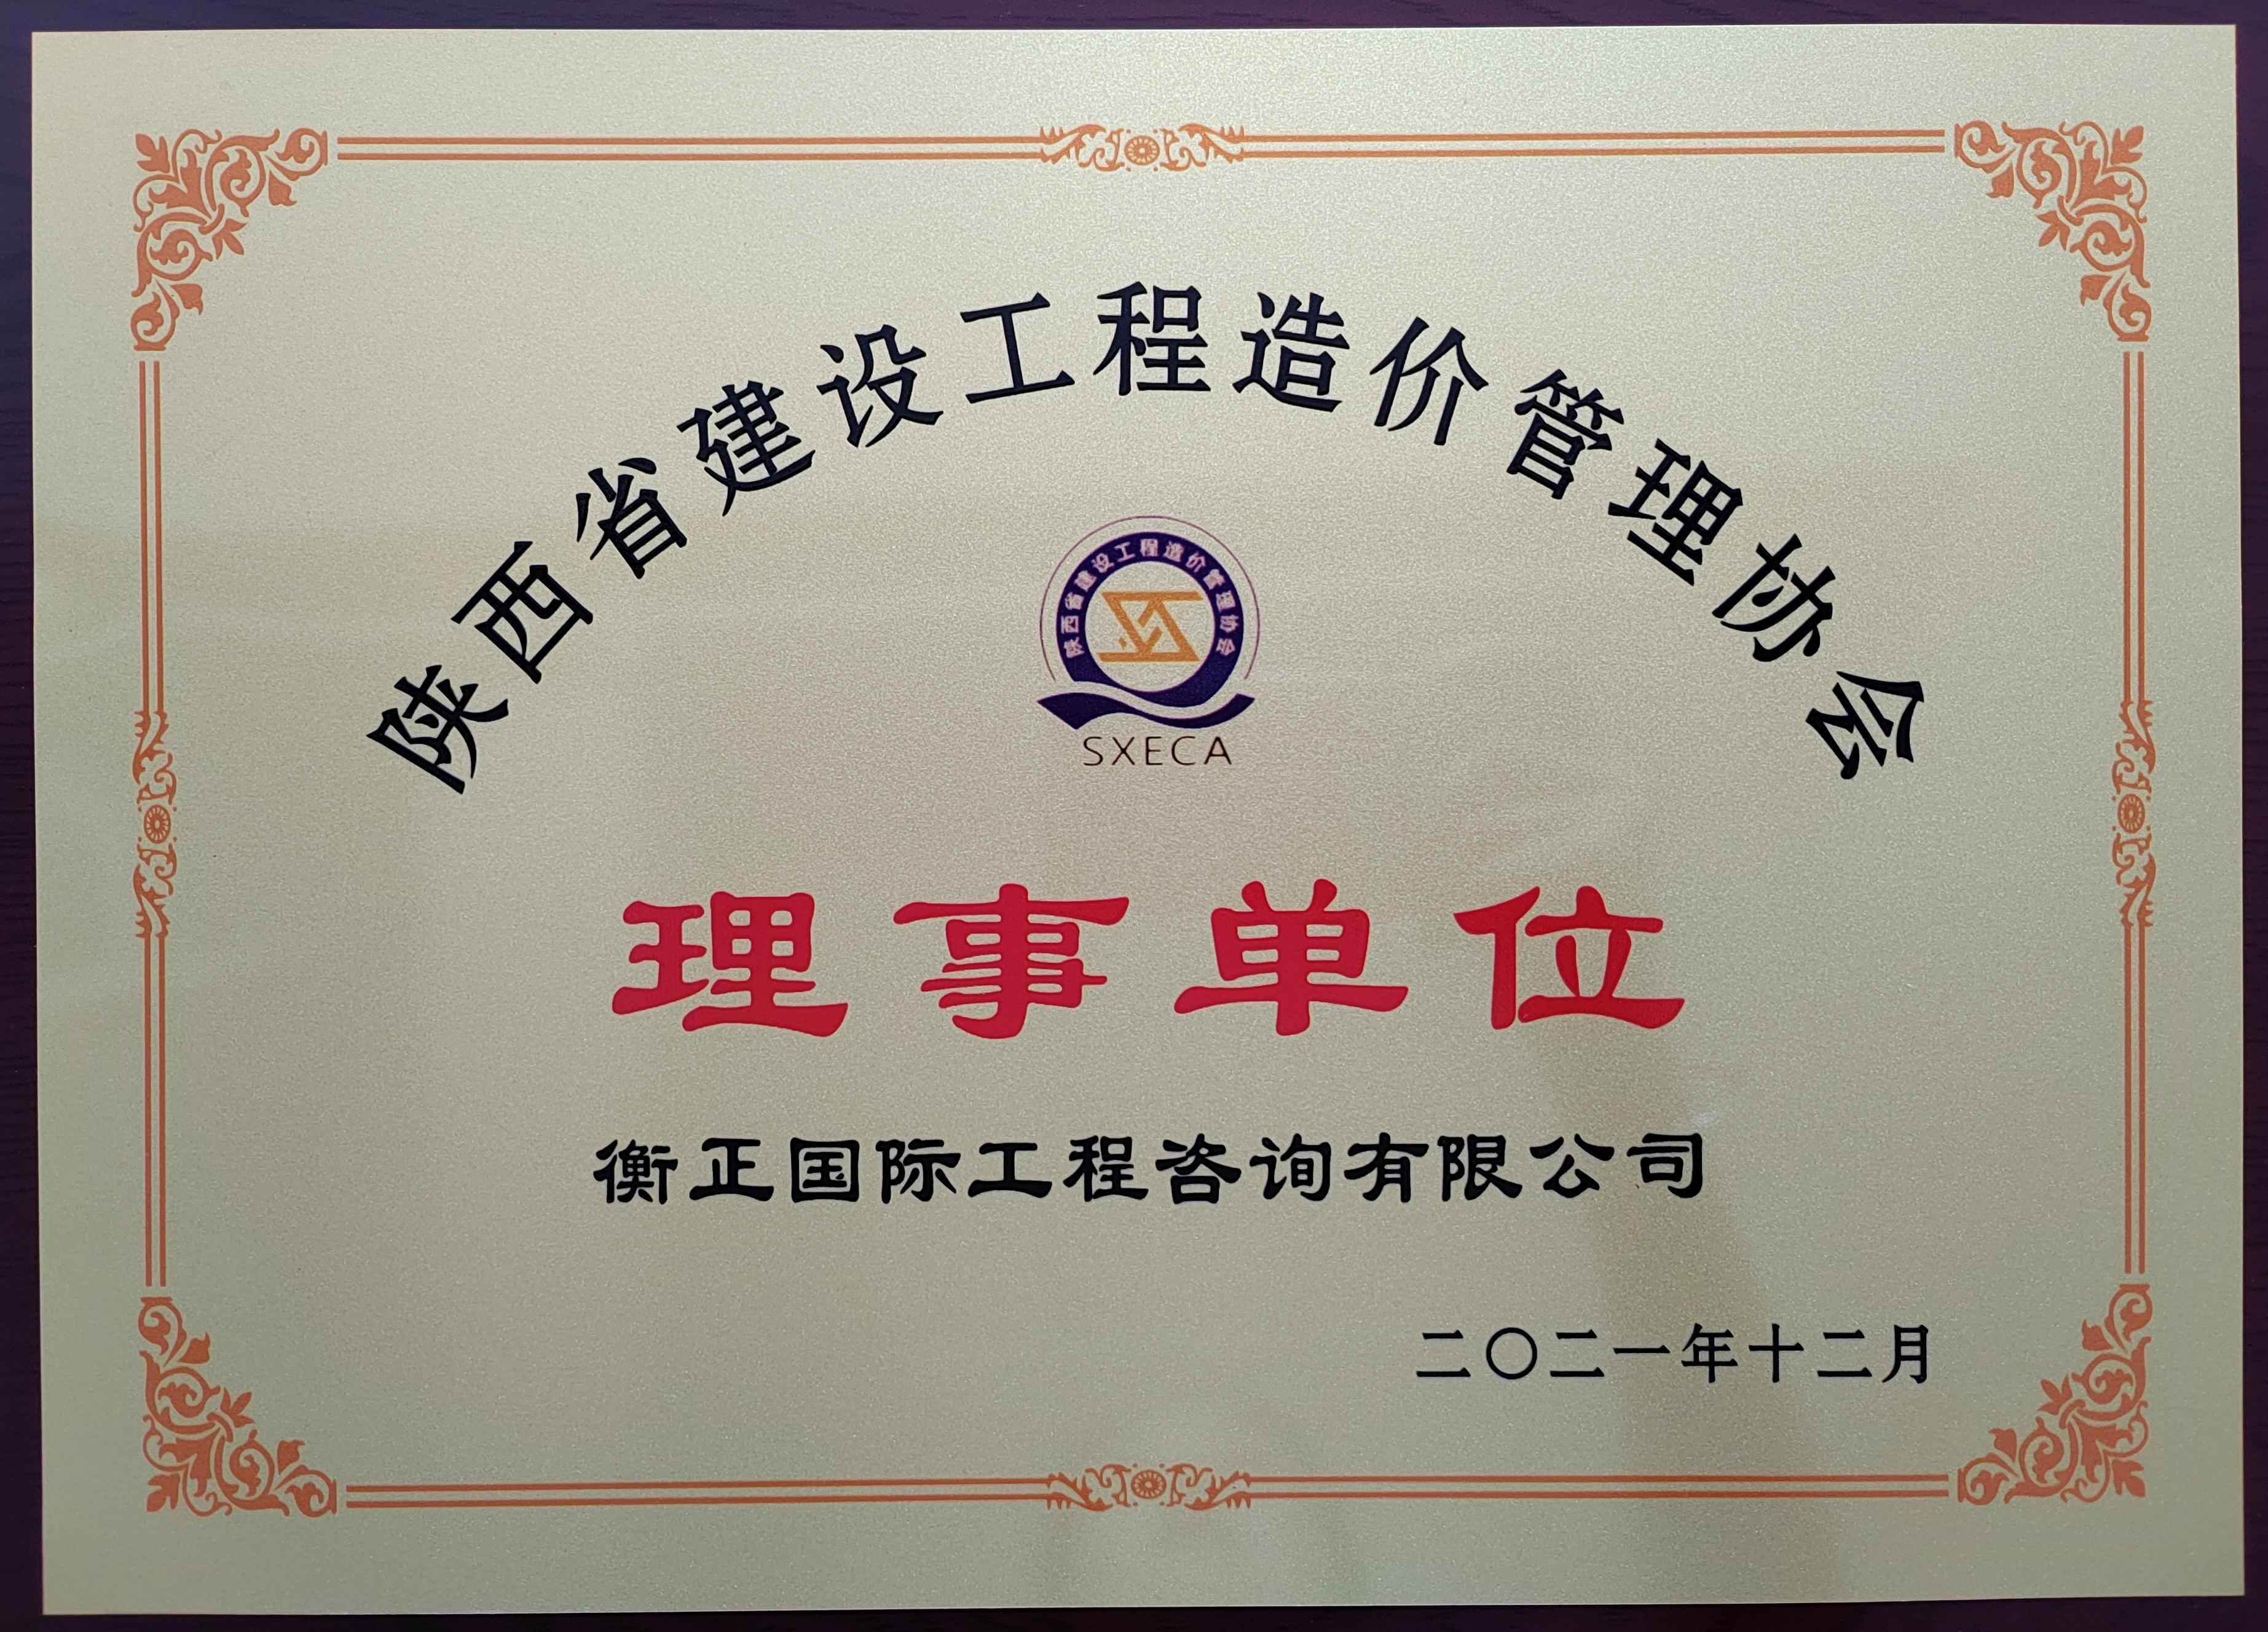 陕西省建设工程造价管理协会
陕西省建设工程造价管理协会
SXECA
理事单位
衡正国际工程咨询有限公司
二〇二一年十二月